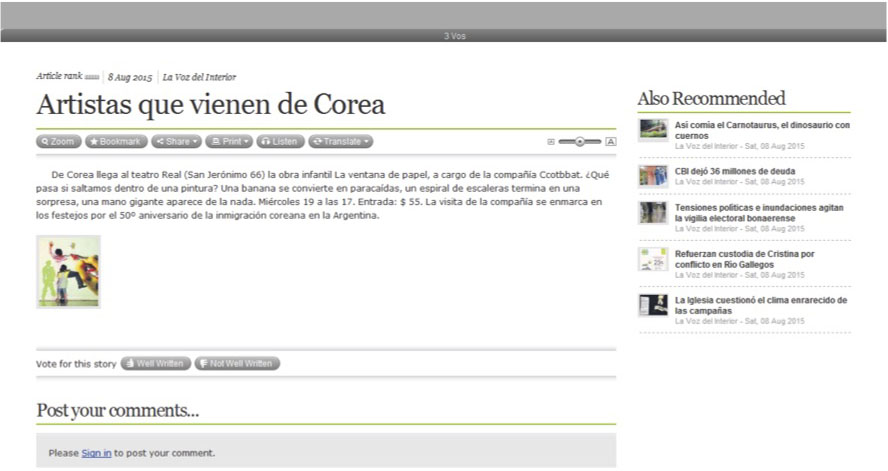 3 Vos
Article rank 8 Aug 2015 La Voz del Interior
Artistas que vienen de Corea
Zoom Bookmark Share Print Listen Translate A
De Corea llega al teatro Real (San Jerónimo 66) la obra infantil La ventana de papel, a cargo de la compañía Ccotbbat. ¿Qué
pasa si saltamos dentro de una pintura? Una banana se convierte en paracaídas, un espiral de escaleras termina en una
sorpresa, una mano gigante aparece de la nada. Miércoles 19 a las 17. Entrada: $ 55. La visita de la compañía se enmarca en
los festejos por el 50º aniversario de la inmigración coreana en la Argentina.
Vote for this story Well Written Not Well Written
Post your comments...
Please Sign in to post your comment.
Also Recommended
Así comía el Carnotaurus, el dinosaurio con
cuernos
La Voz del Interior - Sat, 08 Aug 2015
CBI dejó 36 millones de deuda
La Voz del Interior - Sat, 08 Aug 2015
Tensiones políticas e inundaciones agitan
la vigilia electoral bonaerense
La Voz del Interior - Sat, 08 Aug 2015
Refuerzan custodia de Cristina por
conflicto en Río Gallegos
La Voz del Interior - Sat, 08 Aug 2015
La Iglesia cuestionó el clima enrarecido de
las campañas
La Voz del Interior - Sat, 08 Aug 2015